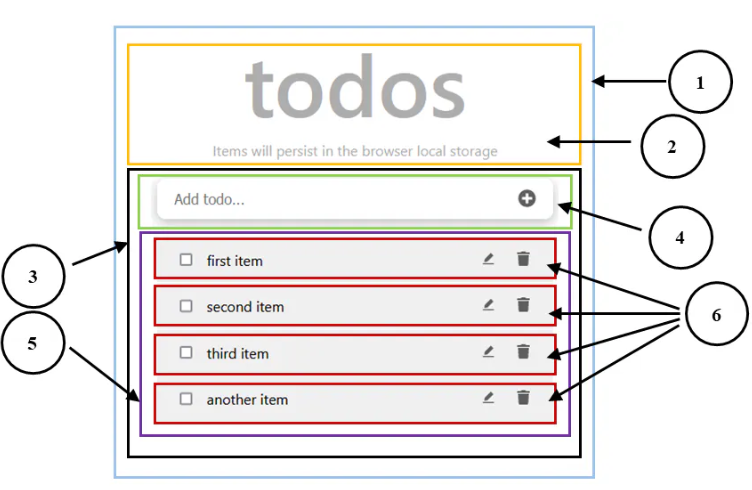 todos
1
Items will persist in the browser local storage
2
Add todo...
4
first item
3
second item
6
5
third item
another item